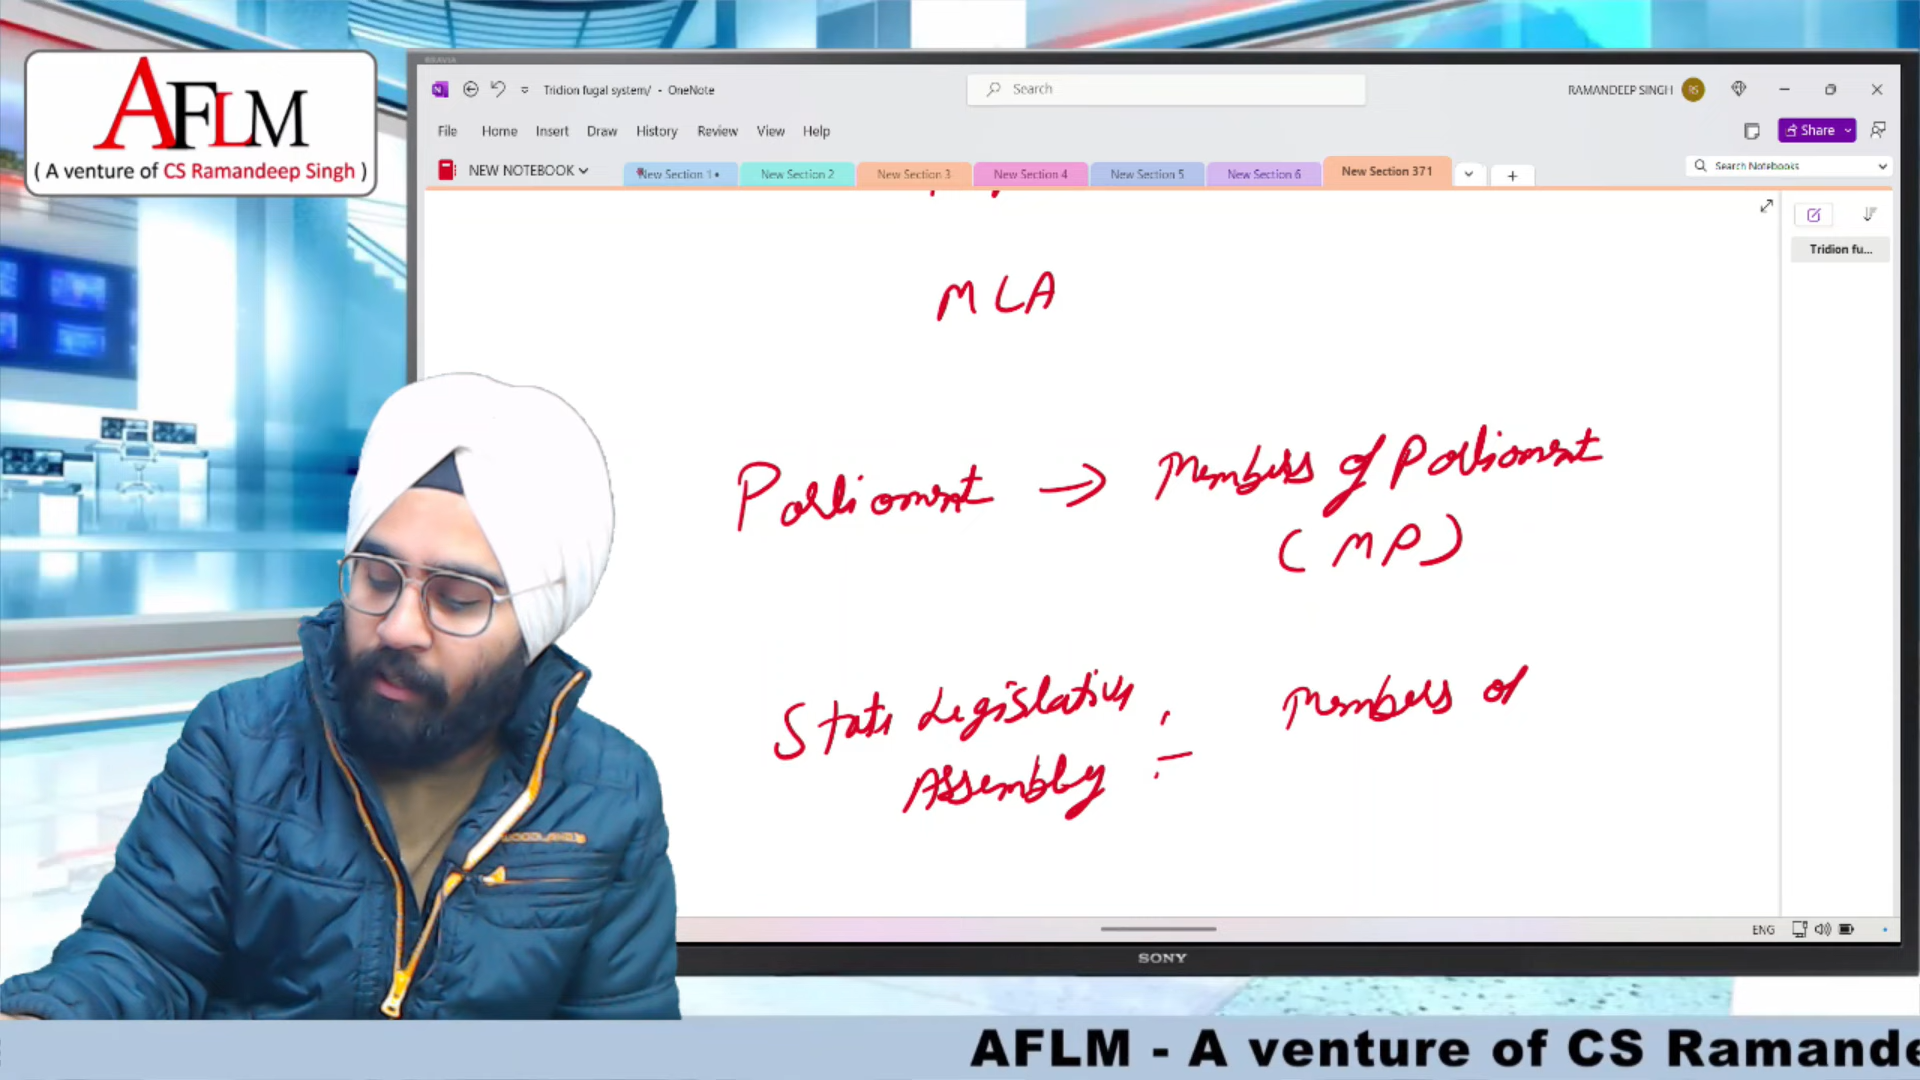 AFLM
( A venture of CS Ramandeep Singh )
Tridion fugal system/ - OneNote
Search
RAMANDEEP SINGH
RS
File Home Insert Draw History Review View Help
Share
NEW NOTEBOOK
New Section 1
New Section 2
New Section 3
New Section 4
New Section 5
New Section 6
New Section 371
+
Search Notebooks
Tridion fu...
MLA
Parliament → Members of Parliament
(MP)
State Legislative
Assembly :-
Members of
ENG
SONY
AFLM - A venture of CS Ramande